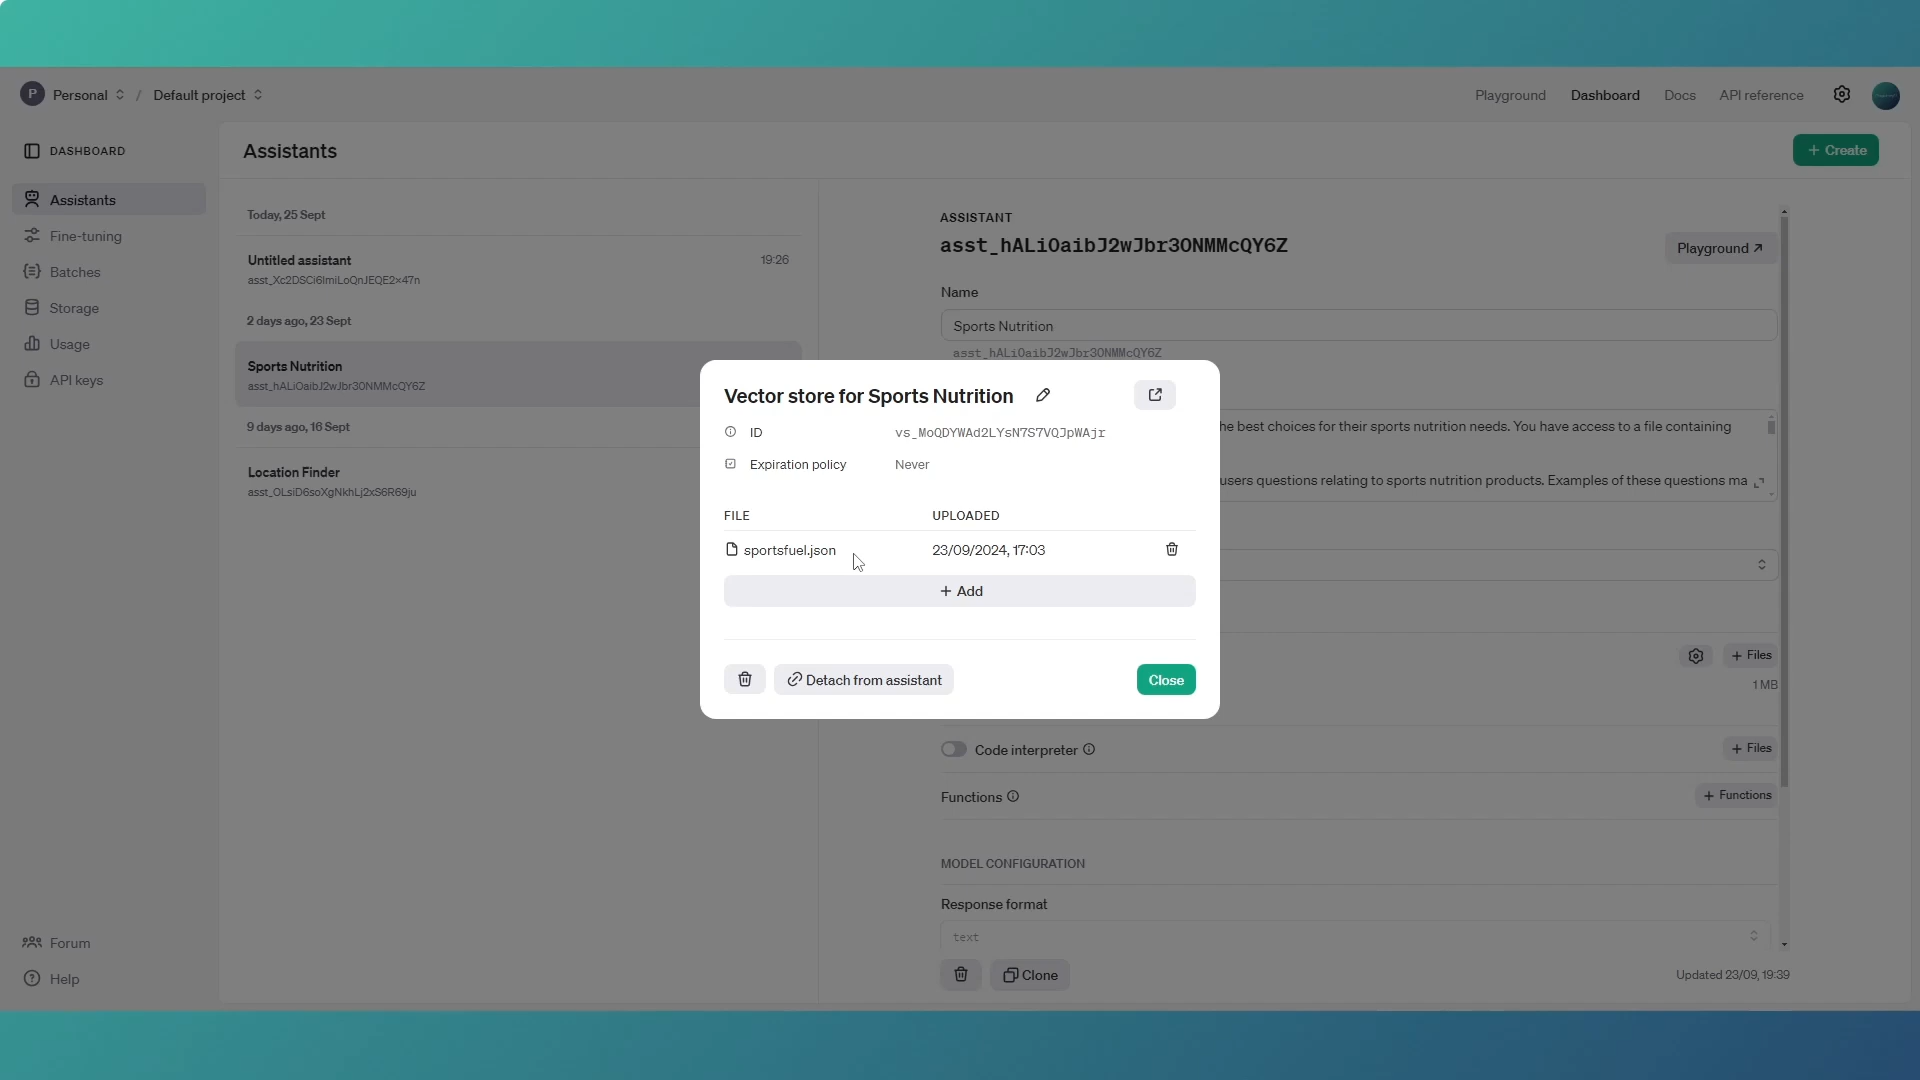 P Personal / Default project
Playground Dashboard Docs API reference
DASHBOARD
Assistants
Fine-tuning
Batches
Storage
Usage
API keys
Forum
Help
Assistants
+ Create
Today, 25 Sept
Untitled assistant 19:26
asst_Xc2DSCi6ImiLoQnJEQE2x47n
2 days ago, 23 Sept
Sports Nutrition
asst_hALiOaibJ2wJbr3ONMMcQY6Z
9 days ago, 16 Sept
Location Finder
asst_OLsiD6soXgNkhLj2xS6R69ju
ASSISTANT
asst_hALiOaibJ2wJbr3ONMMcQY6Z
Playground
Name
Sports Nutrition
asst_hALiOaibJ2wJbr3ONMMcQY6Z
he best choices for their sports nutrition needs. You have access to a file containing
users questions relating to sports nutrition products. Examples of these questions ma
+ Files
1 MB
Code interpreter
+ Files
Functions
+ Functions
MODEL CONFIGURATION
Response format
text
Clone
Updated 23/09, 19:39
Vector store for Sports Nutrition
ID vs_MoQDYWAd2LYsN7S7VQJpWAjr
Expiration policy Never
FILE UPLOADED
sportsfuel.json 23/09/2024, 17:03
+ Add
Detach from assistant
Close